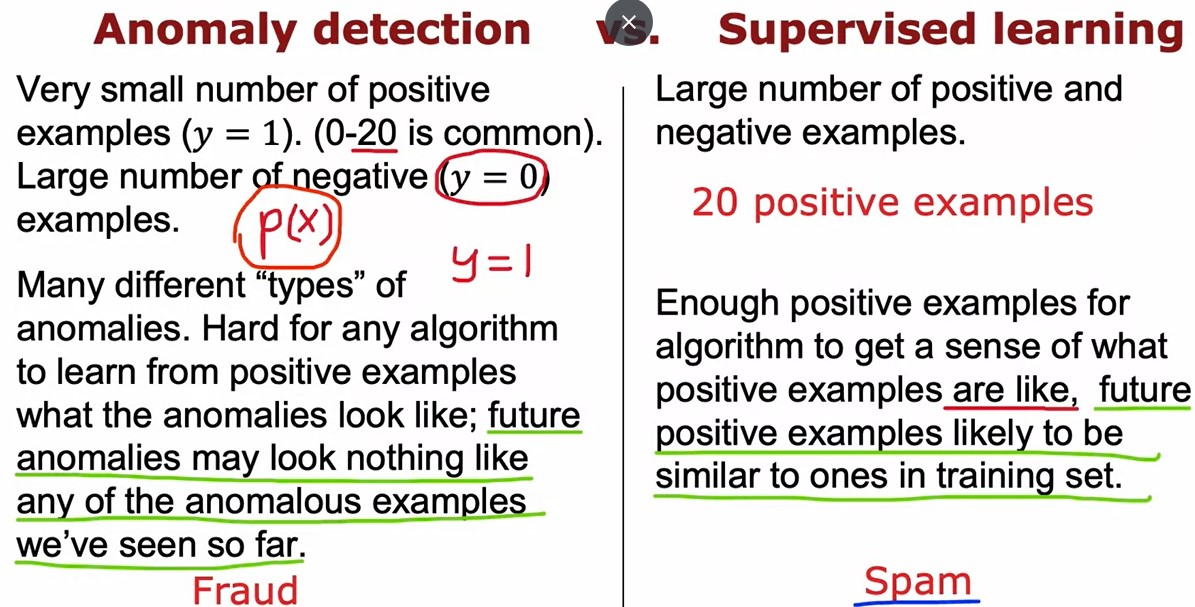 Anomaly detection vs. Supervised learning
Very small number of positive
examples (y = 1). (0-20 is common).
Large number of negative (y = 0)
examples.
p(x)
y=1
Many different “types” of
anomalies. Hard for any algorithm
to learn from positive examples
what the anomalies look like; future
anomalies may look nothing like
any of the anomalous examples
we’ve seen so far.
Fraud
Large number of positive and
negative examples.
20 positive examples
Enough positive examples for
algorithm to get a sense of what
positive examples are like, future
positive examples likely to be
similar to ones in training set.
Spam